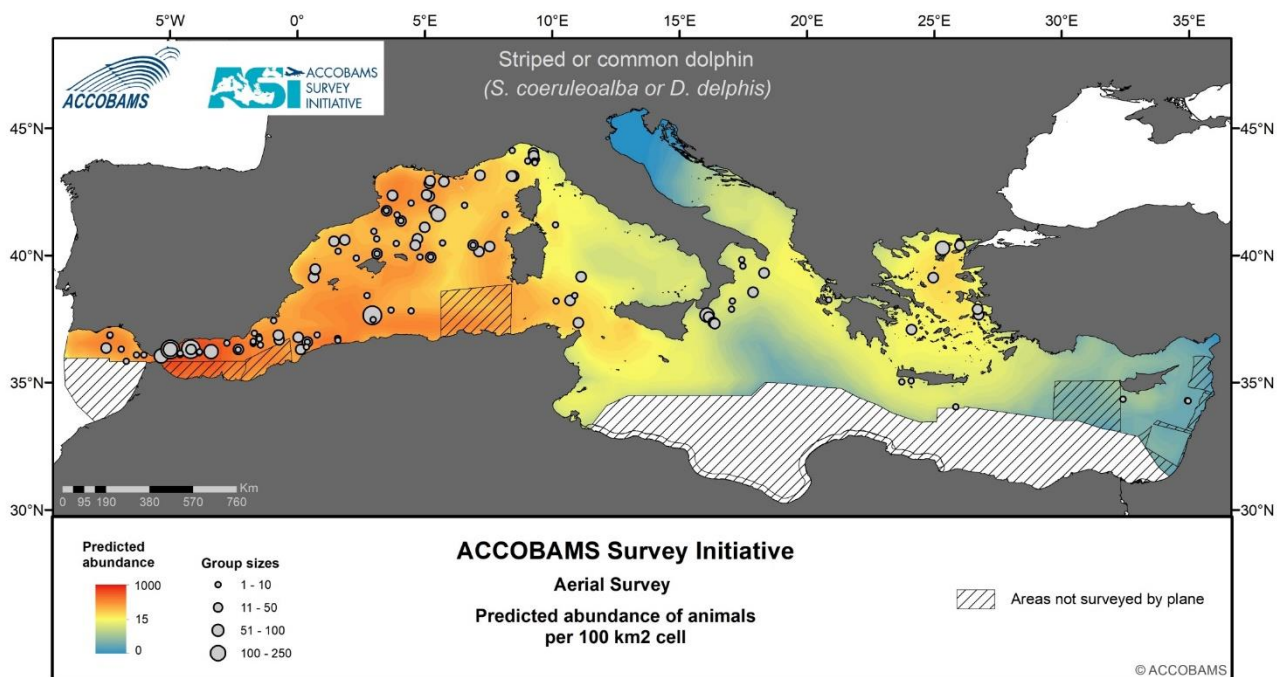 5°W 0° 5°E 10°E 15°E 20°E 25°E 30°E 35°E
ACCOBAMS
ASI
ACCOBAMS
SURVEY
INITIATIVE
Striped or common dolphin
(S. coeruleoalba or D. delphis)
45°N 45°N
40°N 40°N
35°N 35°N
30°N 30°N
Km
0 95 190 380 570 760
Predicted
abundance
1000
15
0
Group sizes
1 - 10
11 - 50
51 - 100
100 - 250
ACCOBAMS Survey Initiative
Aerial Survey
Predicted abundance of animals
per 100 km2 cell
Areas not surveyed by plane
© ACCOBAMS